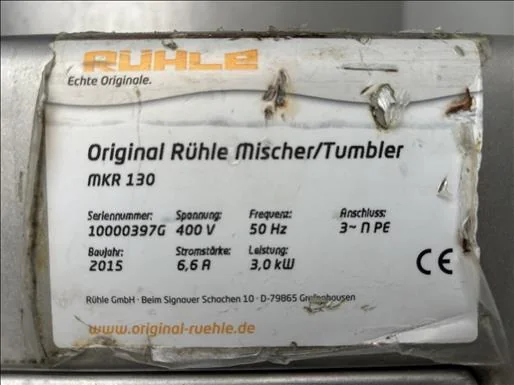 RÜHLE
Echte Originale.
Original Rühle Mischer/Tumbler
MKR 130
Seriennummer: Spannung: Frequenz: Anschluss:
10000397G 400 V 50 Hz 3~ N PE
Baujahr: Stromstärke: Leistung:
2015 6,6 A 3,0 kW
CE
Rühle GmbH · Beim Signauer Schachen 10 · D-79865 Grafenhausen
www.original-ruehle.de